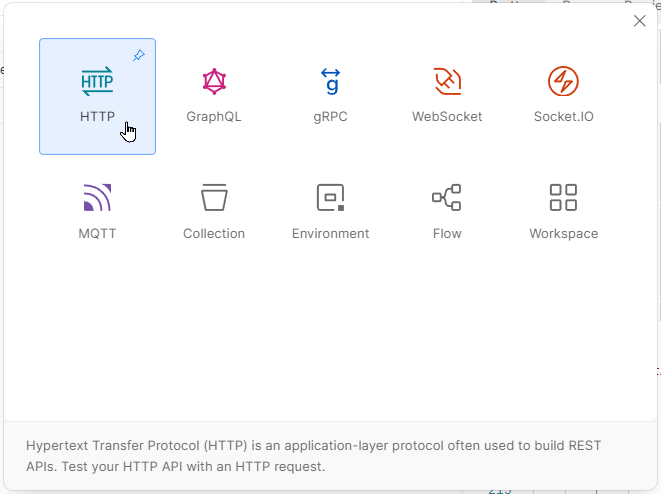 HTTP
HTTP GraphQL gRPC WebSocket Socket.IO
MQTT Collection Environment Flow Workspace
Hypertext Transfer Protocol (HTTP) is an application-layer protocol often used to build REST
APIs. Test your HTTP API with an HTTP request.